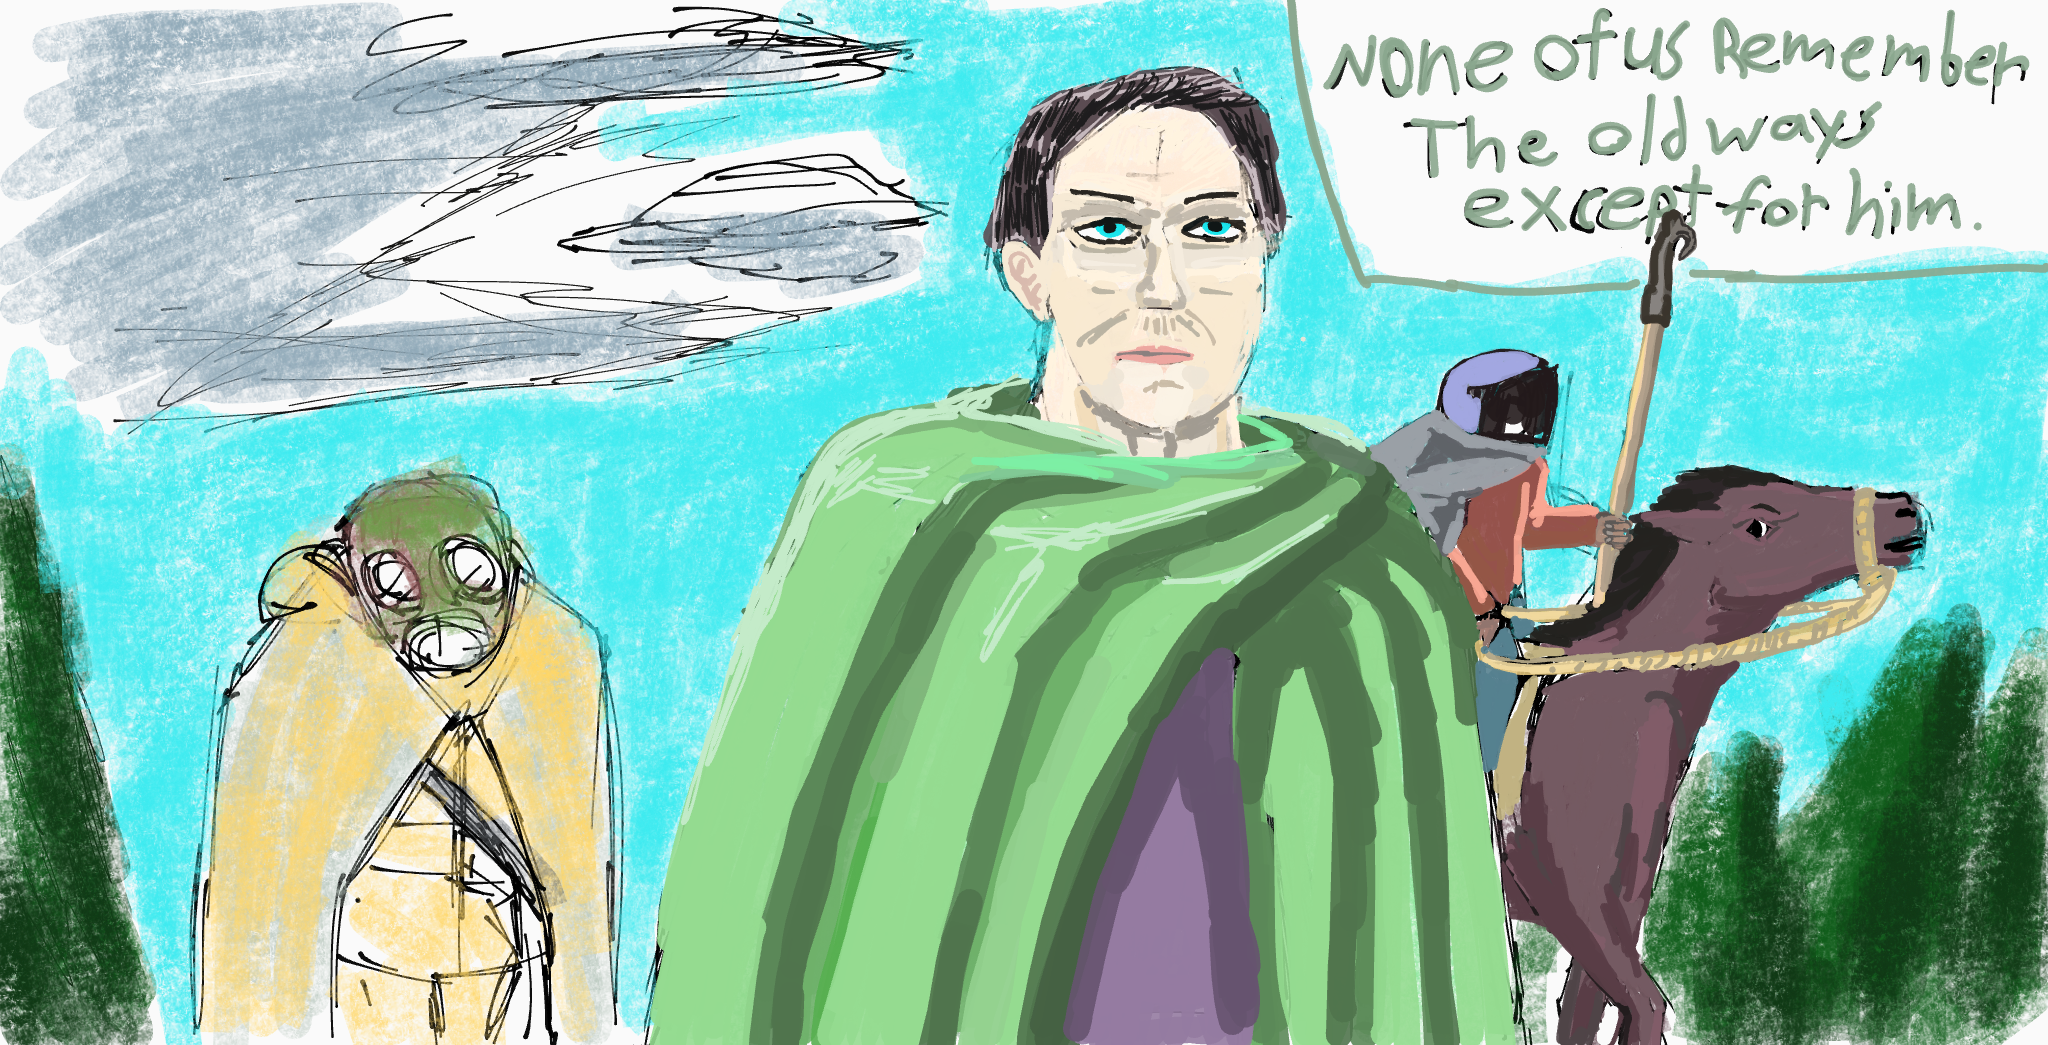 None of us Remember
The old ways
except for him.